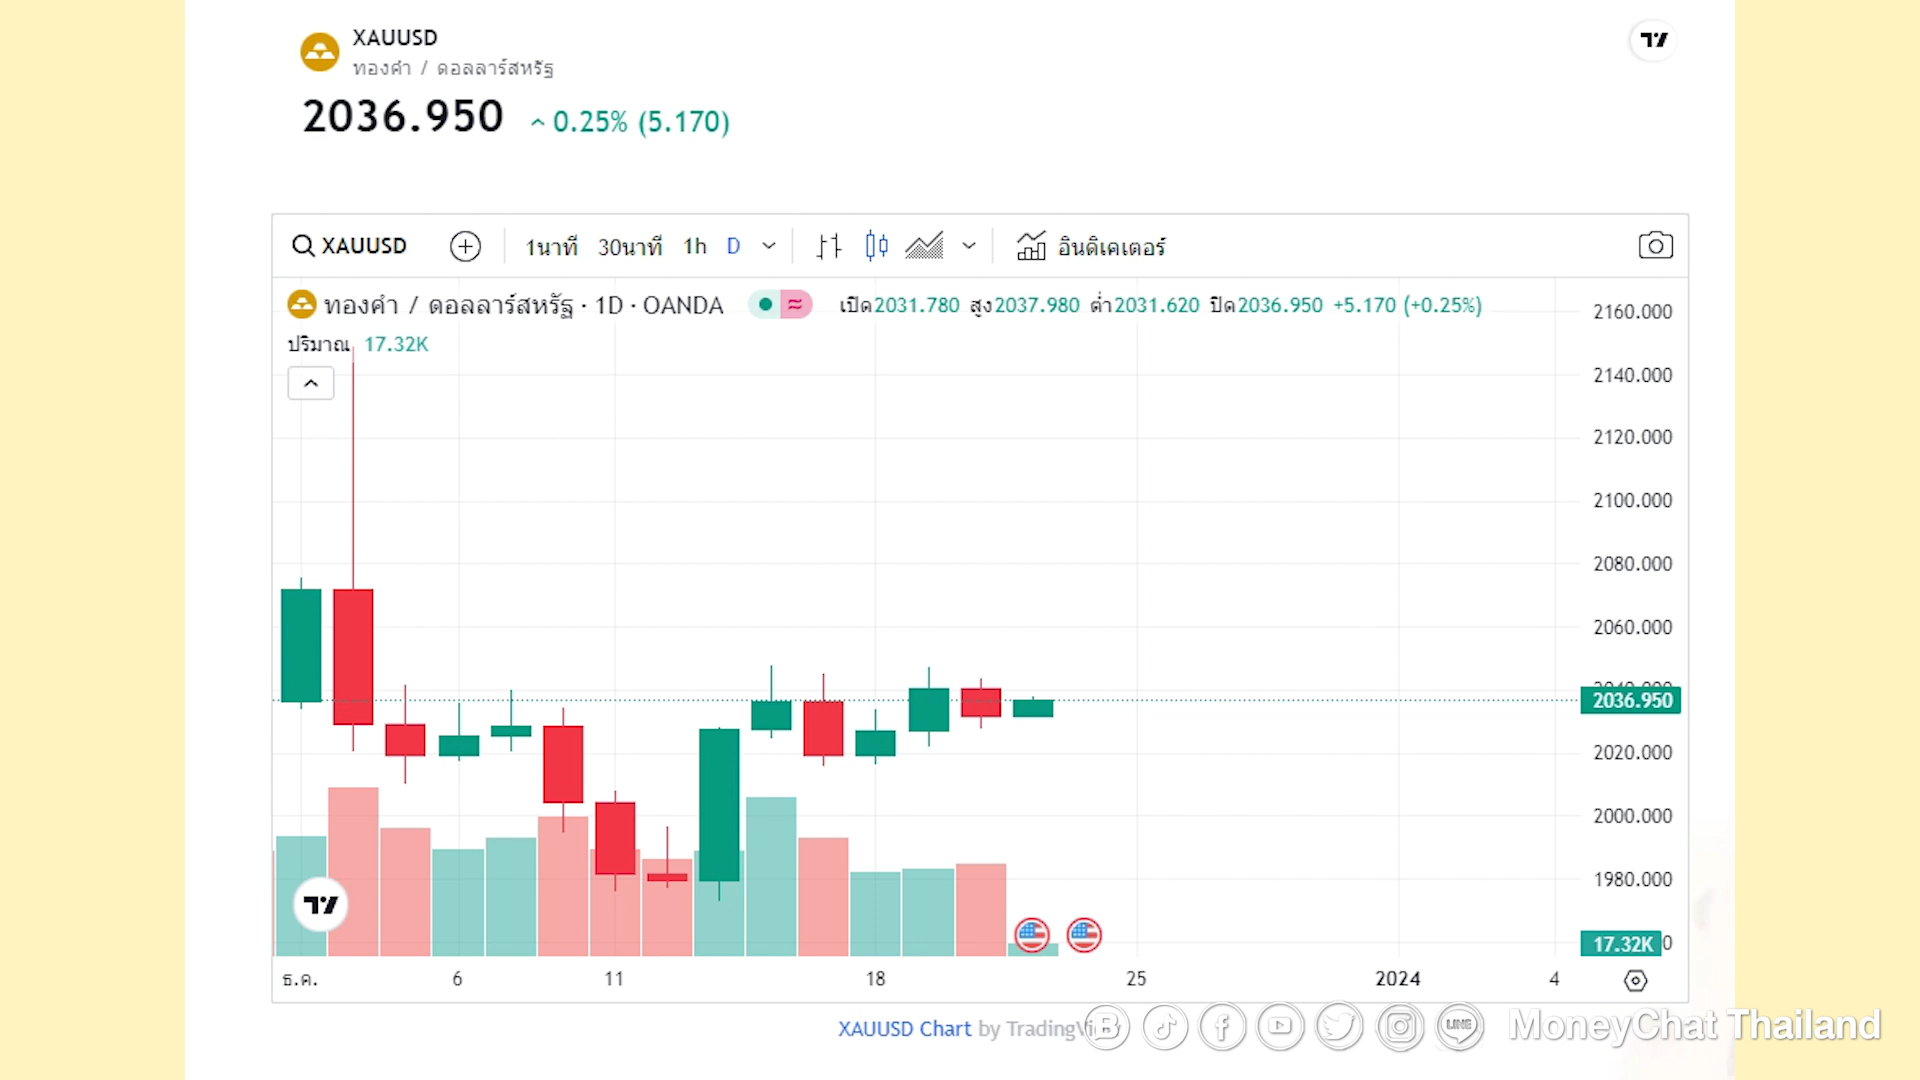 XAUUSD
ทองคำ / ดอลลาร์สหรัฐ
2036.950 0.25% (5.170)
XAUUSD 1นาที 30นาที 1h D อินดิเคเตอร์
ทองคำ / ดอลลาร์สหรัฐ · 1D · OANDA เปิด2031.780 สูง2037.980 ต่ำ2031.620 ปิด2036.950 +5.170 (+0.25%)
ปริมาณ 17.32K
2160.000
2140.000
2120.000
2100.000
2080.000
2060.000
2036.950
2020.000
2000.000
1980.000
17.32K
ธ.ค. 6 11 18 25 2024 4
XAUUSD Chart by TradingVi
LINE
MoneyChat Thailand